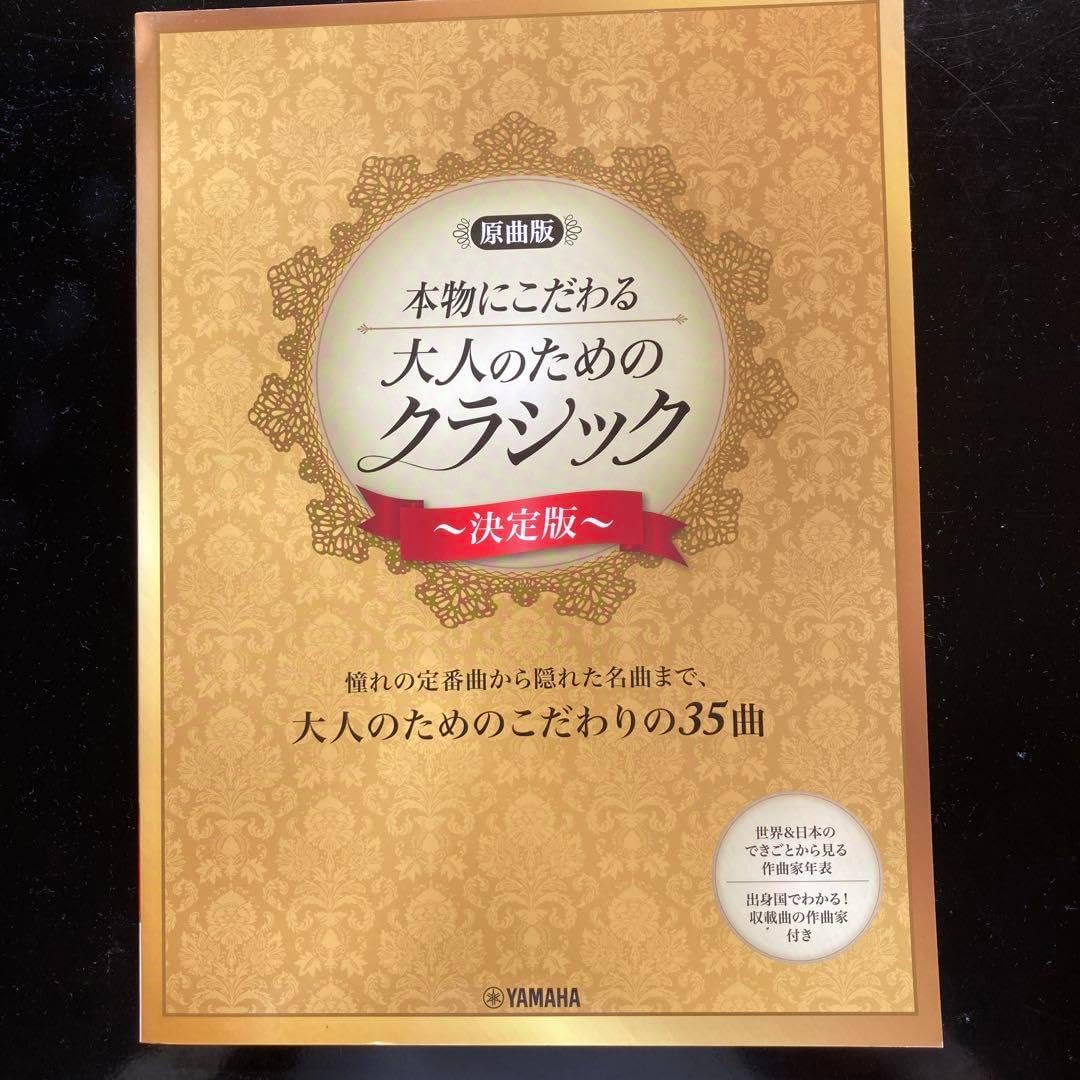 原曲版
本物にこだわる
大人のための
クラシック
～決定版～
憧れの定番曲から隠れた名曲まで、
大人のためのこだわりの35曲
世界&日本の
できごとから見る
作曲家年表
出身国でわかる!
収載曲の作曲家
付き
YAMAHA